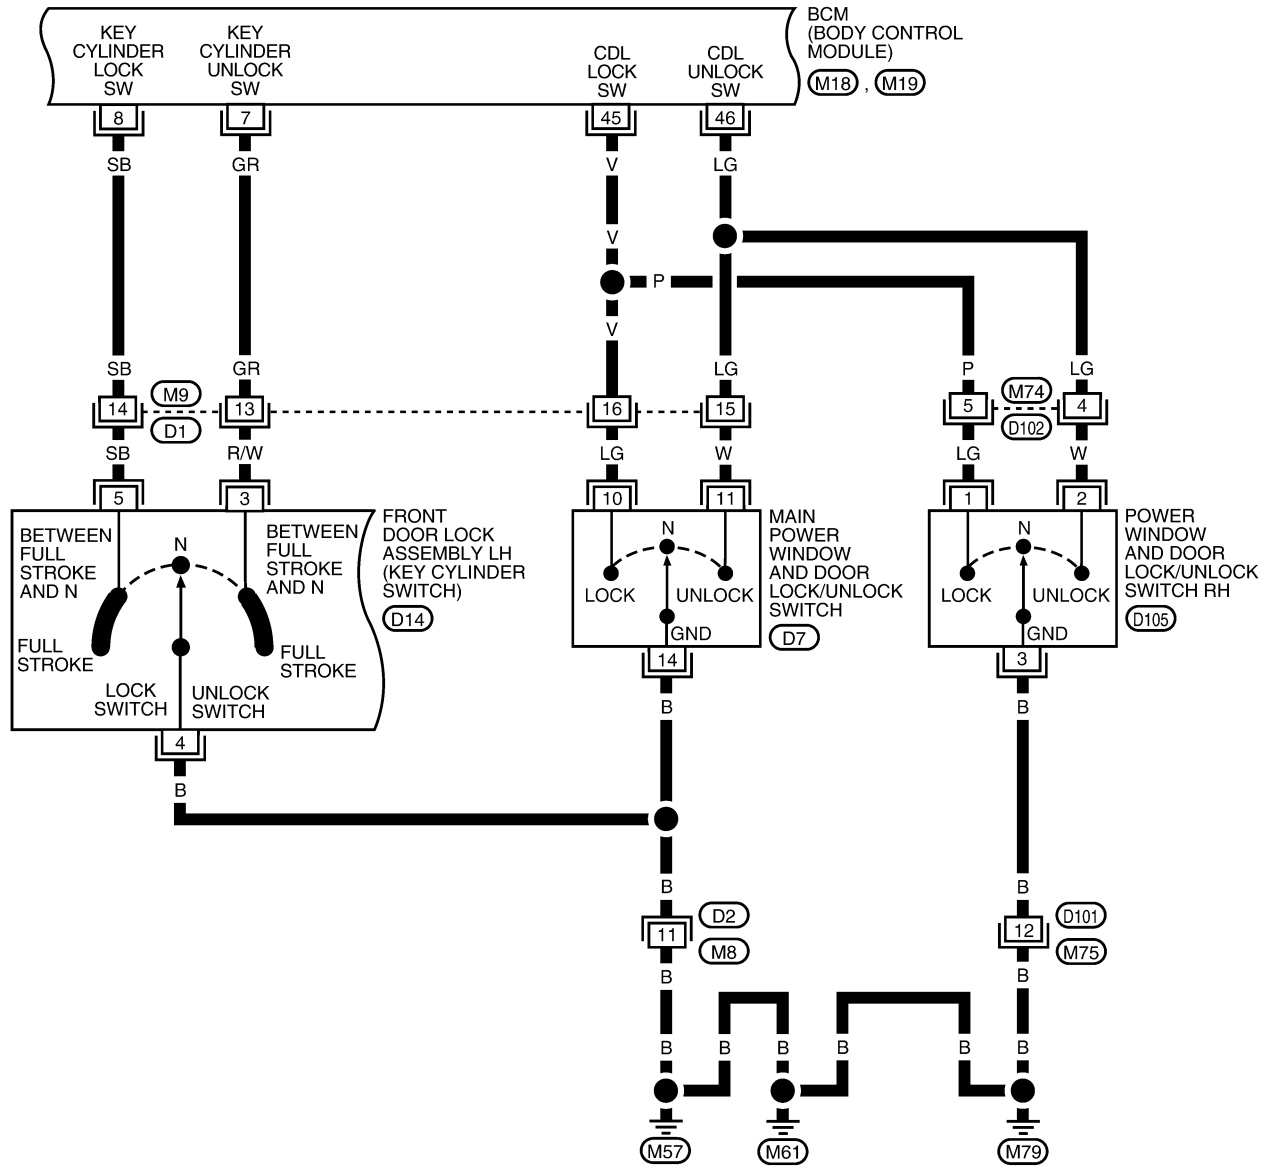 KEY
CYLINDER
LOCK
SW
KEY
CYLINDER
UNLOCK
SW
CDL
LOCK
SW
CDL
UNLOCK
SW
BCM
(BODY CONTROL
MODULE)
M18 , M19
8
7
45
46
SB
GR
V
LG
V
P
V
SB
GR
LG
P
LG
14
M9
D1
13
16
15
5
M74
D102
4
SB
R/W
LG
W
LG
W
5
3
10
11
1
2
BETWEEN
FULL
STROKE
AND N
N
BETWEEN
FULL
STROKE
AND N
FULL
STROKE
FULL
STROKE
LOCK
SWITCH
UNLOCK
SWITCH
FRONT
DOOR LOCK
ASSEMBLY LH
(KEY CYLINDER
SWITCH)
D14
N
LOCK
UNLOCK
GND
MAIN
POWER
WINDOW
AND DOOR
LOCK/UNLOCK
SWITCH
D7
N
LOCK
UNLOCK
GND
POWER
WINDOW
AND DOOR
LOCK/UNLOCK
SWITCH RH
D105
4
14
3
B
B
B
B
B
11
D2
M8
12
D101
M75
B
B
B
B
B
B
B
B
M57
M61
M79